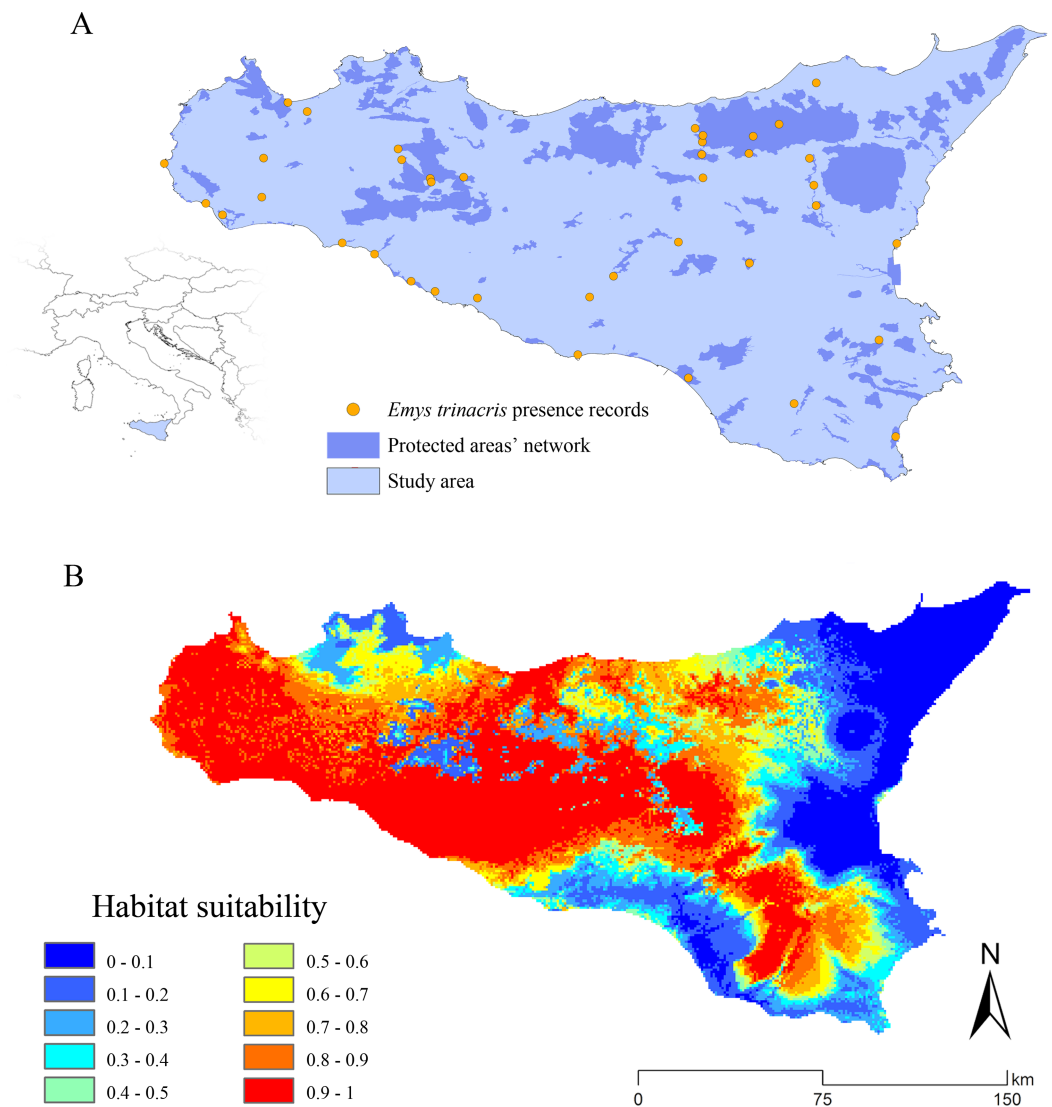 A
Emys trinacris presence records
Protected areas' network
Study area
B
Habitat suitability
0 - 0.1
0.1 - 0.2
0.2 - 0.3
0.3 - 0.4
0.4 - 0.5
0.5 - 0.6
0.6 - 0.7
0.7 - 0.8
0.8 - 0.9
0.9 - 1
N
km
0 75 150